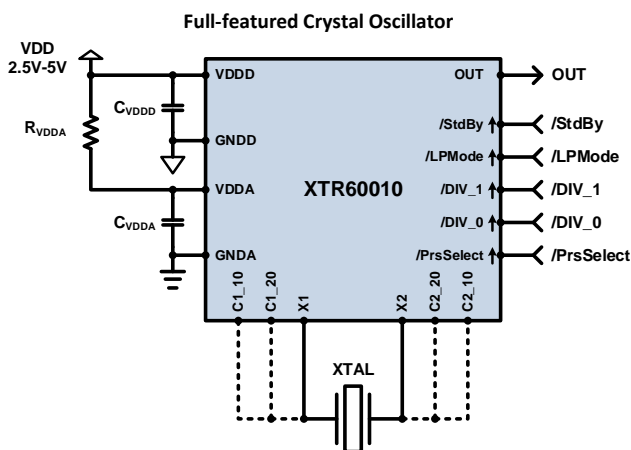 Full-featured Crystal Oscillator
VDD
2.5V-5V
VDDD
OUT
OUT
CVDDD
RVDDA
/StdBy
/StdBy
GNDD
/LPMode
/LPMode
VDDA
XTR60010
/DIV_1
/DIV_1
CVDDA
/DIV_0
/DIV_0
GNDA
/PrsSelect
/PrsSelect
C1_10
C1_20
X1
X2
C2_20
C2_10
XTAL